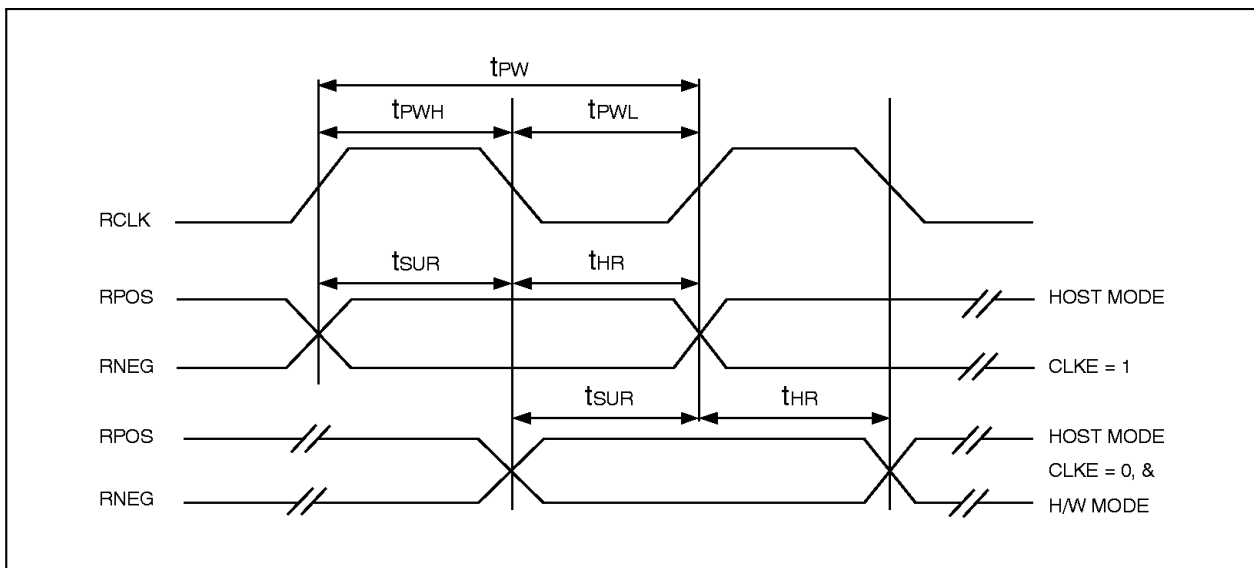 tPW
tPWH tPWL
RCLK
tSUR tHR
RPOS HOST MODE
RNEG CLKE = 1
tSUR tHR
RPOS HOST MODE
CLKE = 0, &
RNEG H/W MODE